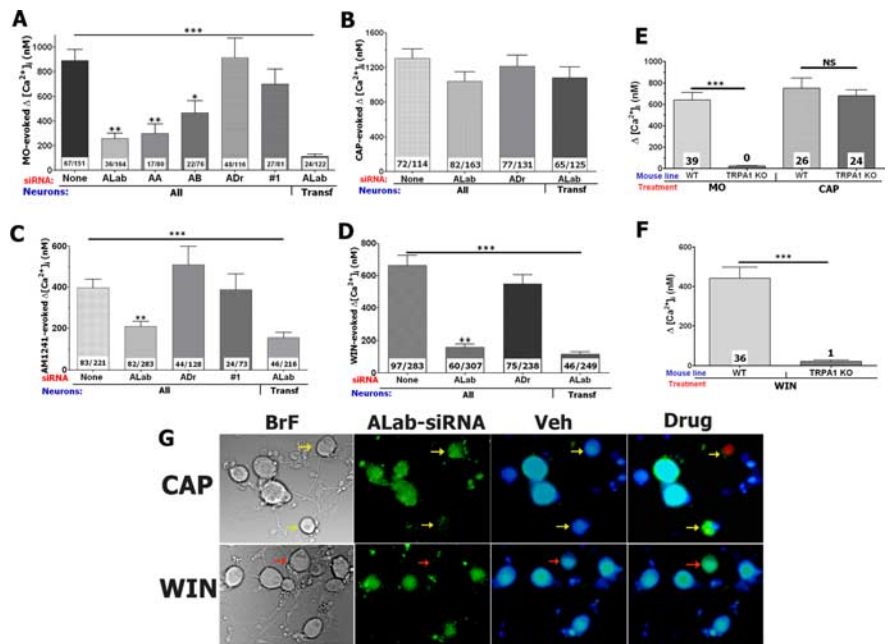 A
MO-evoked Δ [Ca²⁺]ᵢ (nM)
1000
800
600
400
200
0
***
**
**
*
67/151
17/80
22/76
48/116
27/81
24/122
siRNA:
None
ALab
AA
AB
ADr
#1
ALab
Neurons:
All
Transf
B
CAP-evoked Δ [Ca²⁺]ᵢ (nM)
1600
1200
800
400
0
72/114
82/163
77/131
65/125
None
ALab
ADr
ALab
All
Transf
E
Δ [Ca²⁺]ᵢ (nM)
1000
800
600
400
200
0
***
NS
39
0
26
24
Mouse line
WT
TRPA1 KO
WT
TRPA1 KO
Treatment
MO
CAP
C
AM1241-evoked Δ[Ca²⁺]ᵢ (nM)
600
400
200
0
***
**
83/221
82/283
44/128
24/73
46/216
siRNA
None
ALab
ADr
#1
ALab
Neurons:
All
Transf
D
WIN-evoked Δ[Ca²⁺]ᵢ (nM)
800
600
400
200
0
***
**
97/283
60/307
75/238
46/249
None
ALab
ADr
ALab
All
Transf
F
Δ [Ca²⁺]ᵢ (nM)
600
400
200
0
***
36
1
Mouse line
WT
TRPA1 KO
Treatment
WIN
G
BrF
ALab-siRNA
Veh
Drug
CAP
WIN